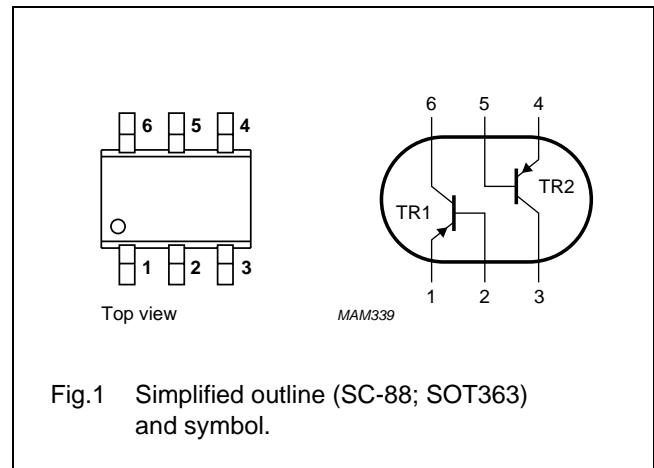 6 5 4
1 2 3
Top view
6 5 4
TR1
TR2
1 2 3
MAM339
Fig.1 Simplified outline (SC-88; SOT363)
and symbol.